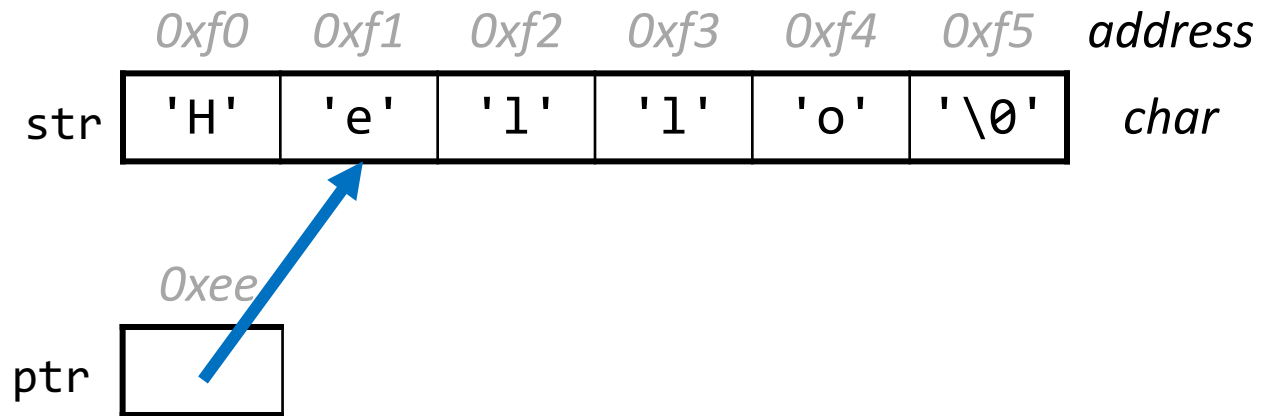 0xf0 0xf1 0xf2 0xf3 0xf4 0xf5 address
str 'H' 'e' 'l' 'l' 'o' '\0' char
0xee
ptr